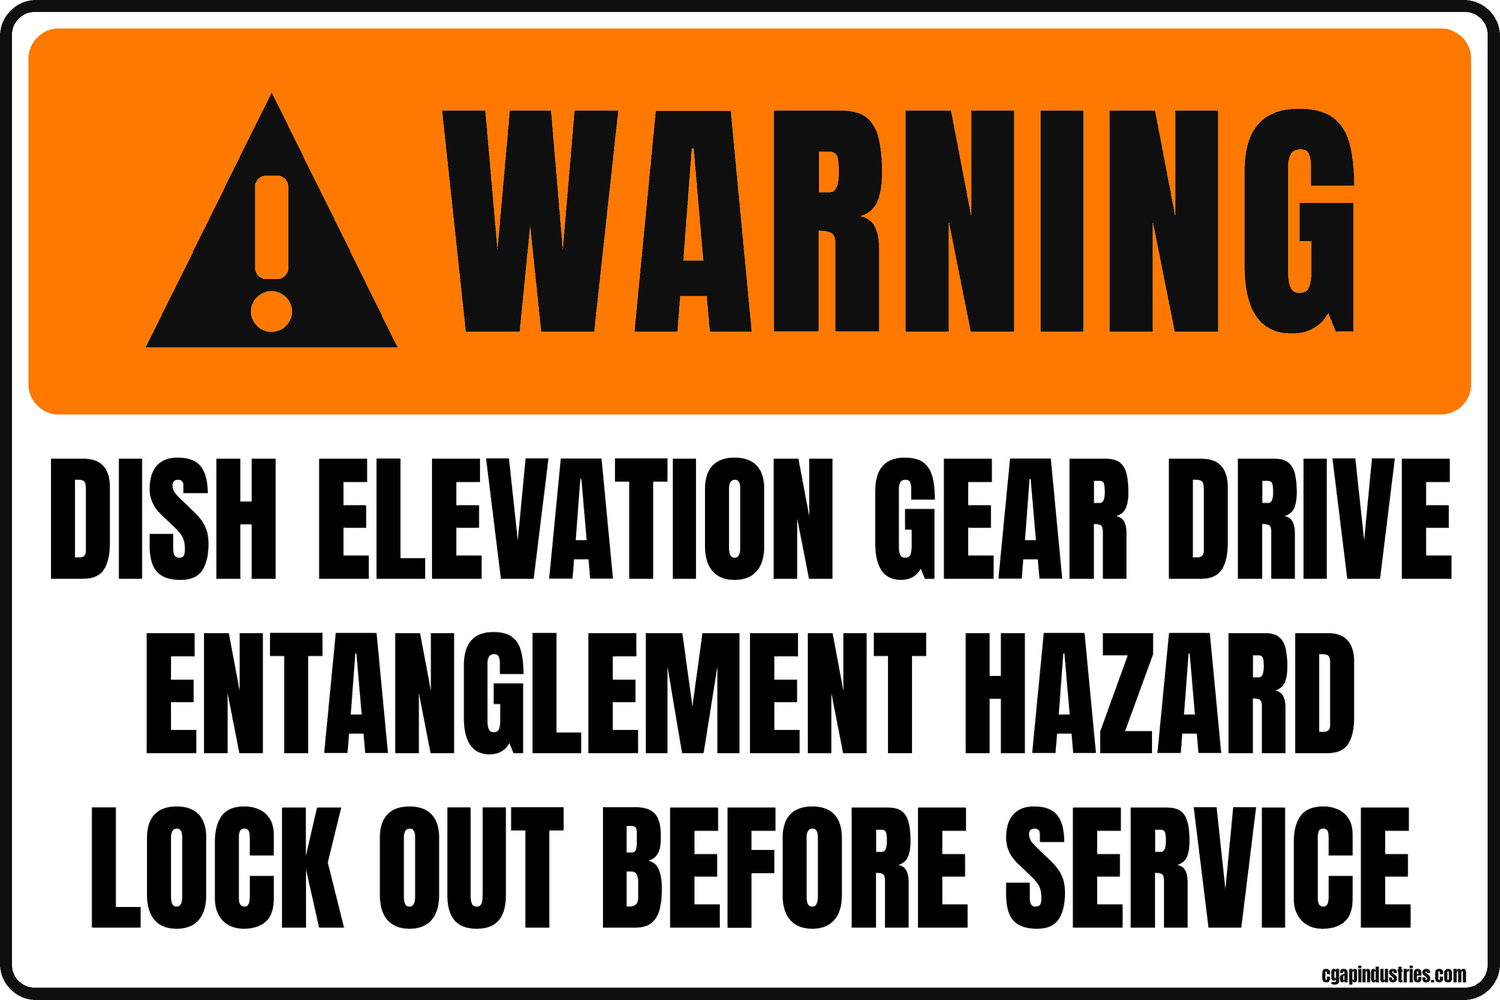 WARNING
DISH ELEVATION GEAR DRIVE
ENTANGLEMENT HAZARD
LOCK OUT BEFORE SERVICE
cgapindustries.com